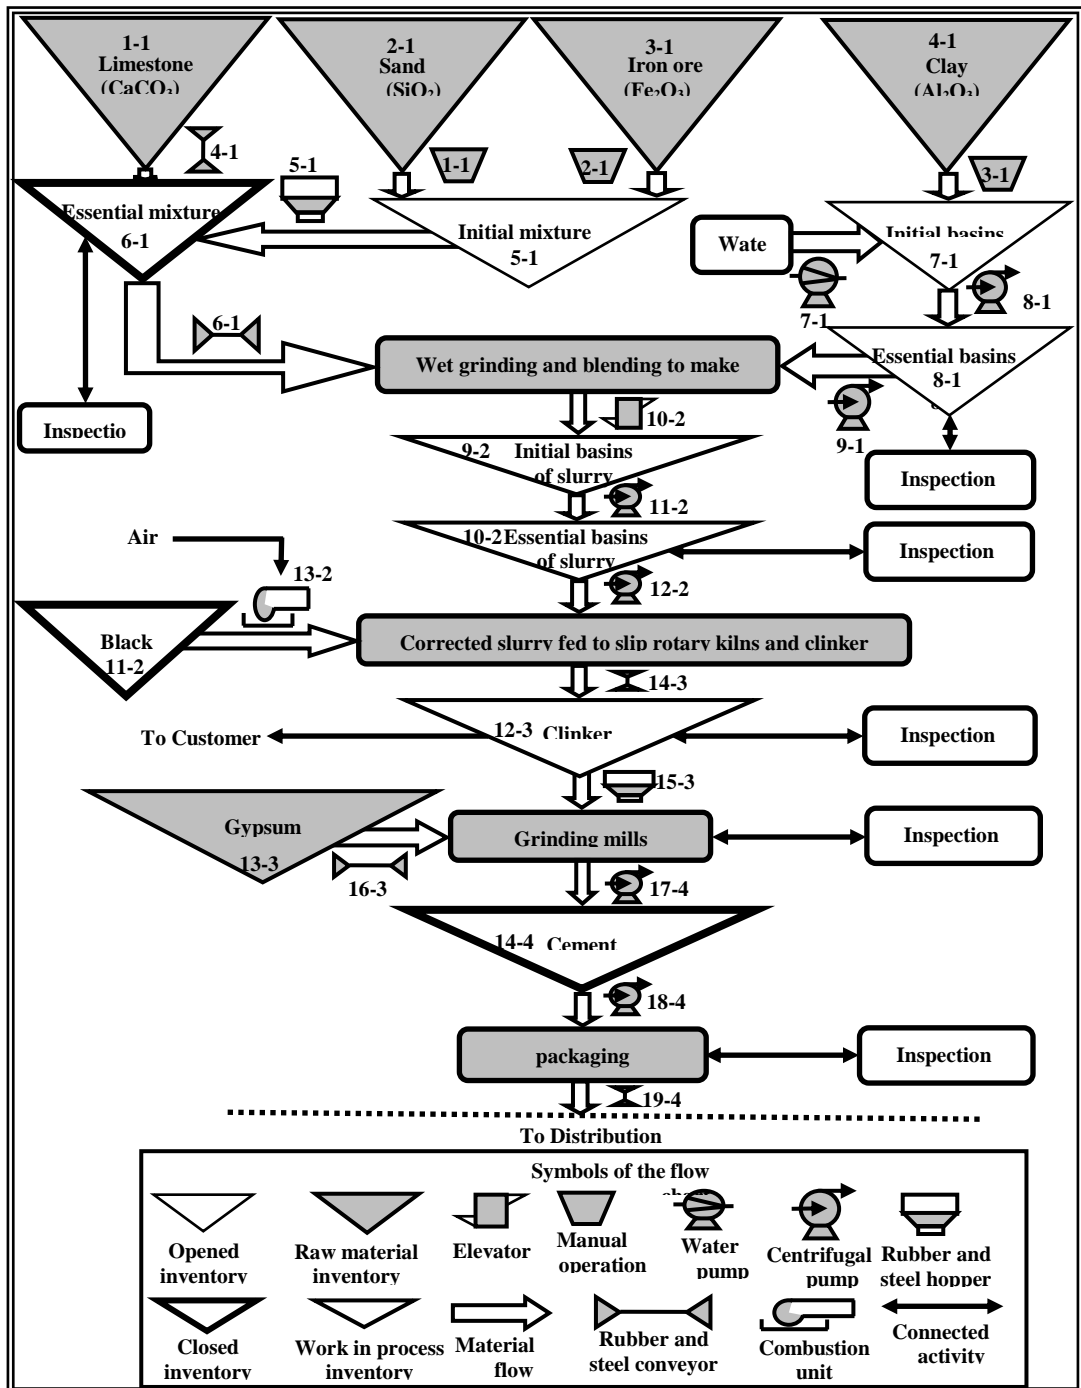 1-1
Limestone
(CaCO₃)
2-1
Sand
(SiO₂)
3-1
Iron ore
(Fe₂O₃)
4-1
Clay
(Al₂O₃)
4-1
5-1
1-1
2-1
3-1
Essential mixture
6-1
Initial mixture
5-1
Wate
Initial basins
7-1
7-1
8-1
6-1
Wet grinding and blending to make
Essential basins
8-1
9-1
Inspectio
10-2
9-2
Initial basins
of slurry
Inspection
11-2
10-2 Essential basins
of slurry
Inspection
Air
13-2
12-2
Black
11-2
Corrected slurry fed to slip rotary kilns and clinker
14-3
12-3 Clinker
To Customer
Inspection
15-3
Gypsum
13-3
Grinding mills
Inspection
16-3
17-4
14-4 Cement
18-4
packaging
Inspection
19-4
To Distribution
Symbols of the flow
Opened
inventory
Raw material
inventory
Elevator
Manual
operation
Water
pump
Centrifugal
pump
Rubber and
steel hopper
Closed
inventory
Work in process
inventory
Material
flow
Rubber and
steel conveyor
Combustion
unit
Connected
activity